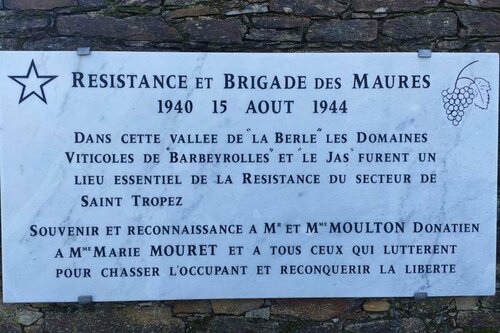 RESISTANCE ET BRIGADE DES MAURES
1940 15 AOUT 1944
DANS CETTE VALLEE DE "LA BERLE" LES DOMAINES
VITICOLES DE "BARBEYROLLES" ET "LE JAS" FURENT UN
LIEU ESSENTIEL DE LA RESISTANCE DU SECTEUR DE
SAINT TROPEZ
SOUVENIR ET RECONNAISSANCE A MR ET MME MOULTON DONATIEN
A MME MARIE MOURET ET A TOUS CEUX QUI LUTTERENT
POUR CHASSER L'OCCUPANT ET RECONQUERIR LA LIBERTE